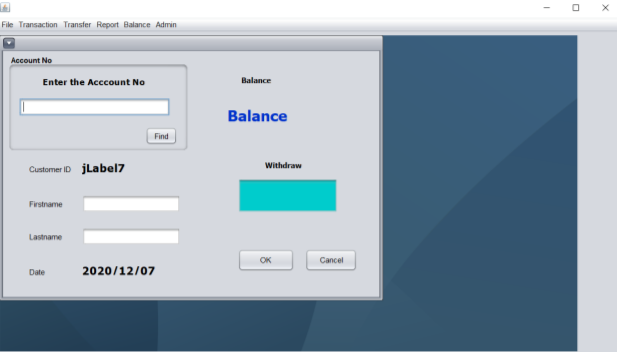 File Transaction Transfer Report Balance Admin
Account No
Enter the Acccount No
Find
Balance
Balance
Customer ID jLabel7
Firstname
Lastname
Date 2020/12/07
Withdraw
OK Cancel